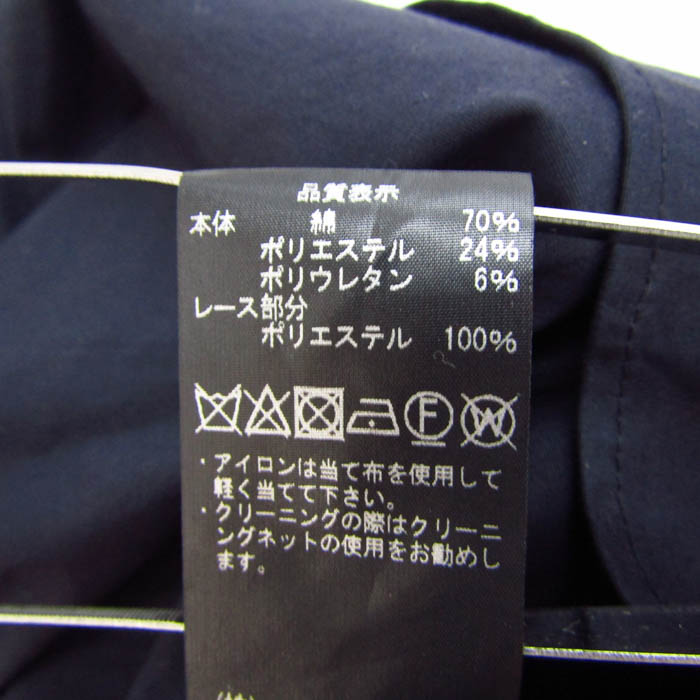 品質表示
本体 綿 70%
ポリエステル 24%
ポリウレタン 6%
レース部分
ポリエステル 100%
F W
・アイロンは当て布を使用して
軽く当てて下さい。
・クリーニングの際はクリーニ
ングネットの使用をお勧めし
ます。